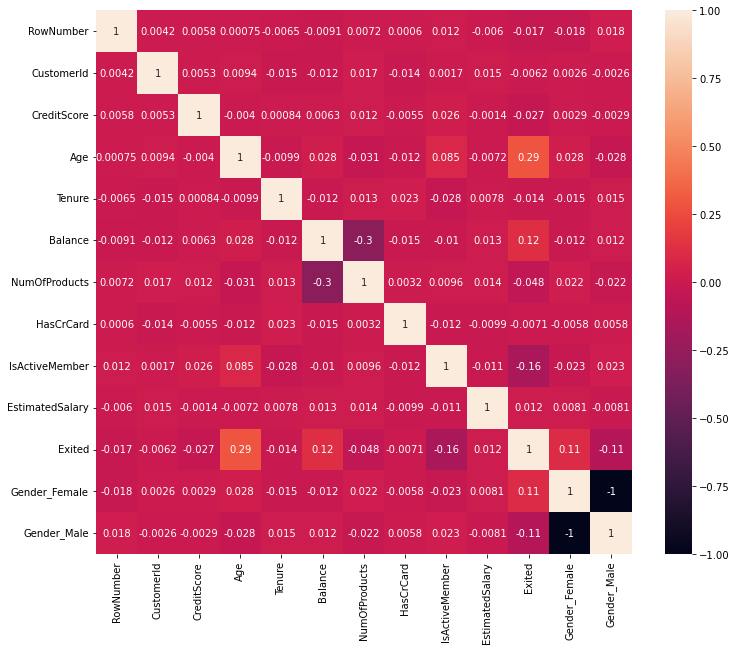 RowNumber 1 0.0042 0.0058 0.00075 -0.0065 -0.0091 0.0072 0.0006 0.012 -0.006 -0.017 -0.018 0.018
CustomerId 0.0042 1 0.0053 0.0094 -0.015 -0.012 0.017 -0.014 0.0017 0.015 -0.0062 0.0026 -0.0026
CreditScore 0.0058 0.0053 1 -0.004 0.00084 0.0063 0.012 -0.0055 0.026 -0.0014 -0.027 0.0029 -0.0029
Age 0.00075 0.0094 -0.004 1 -0.0099 0.028 -0.031 -0.012 0.085 -0.0072 0.29 0.028 -0.028
Tenure -0.0065 -0.015 0.00084 -0.0099 1 -0.012 0.013 0.023 -0.028 0.0078 -0.014 -0.015 0.015
Balance -0.0091 -0.012 0.0063 0.028 -0.012 1 -0.3 -0.015 -0.01 0.013 0.12 -0.012 0.012
NumOfProducts 0.0072 0.017 0.012 -0.031 0.013 -0.3 1 0.0032 0.0096 0.014 -0.048 0.022 -0.022
HasCrCard 0.0006 -0.014 -0.0055 -0.012 0.023 -0.015 0.0032 1 -0.012 -0.0099 -0.0071 -0.0058 0.0058
IsActiveMember 0.012 0.0017 0.026 0.085 -0.028 -0.01 0.0096 -0.012 1 -0.011 -0.16 -0.023 0.023
EstimatedSalary -0.006 0.015 -0.0014 -0.0072 0.0078 0.013 0.014 -0.0099 -0.011 1 0.012 0.0081 -0.0081
Exited -0.017 -0.0062 -0.027 0.29 -0.014 0.12 -0.048 -0.0071 -0.16 0.012 1 0.11 -0.11
Gender_Female -0.018 0.0026 0.0029 0.028 -0.015 -0.012 0.022 -0.0058 -0.023 0.0081 0.11 1 -1
Gender_Male 0.018 -0.0026 -0.0029 -0.028 0.015 0.012 -0.022 0.0058 0.023 -0.0081 -0.11 -1 1
RowNumber
CustomerId
CreditScore
Age
Tenure
Balance
NumOfProducts
HasCrCard
IsActiveMember
EstimatedSalary
Exited
Gender_Female
Gender_Male
1.00
0.75
0.50
0.25
0.00
−0.25
−0.50
−0.75
−1.00